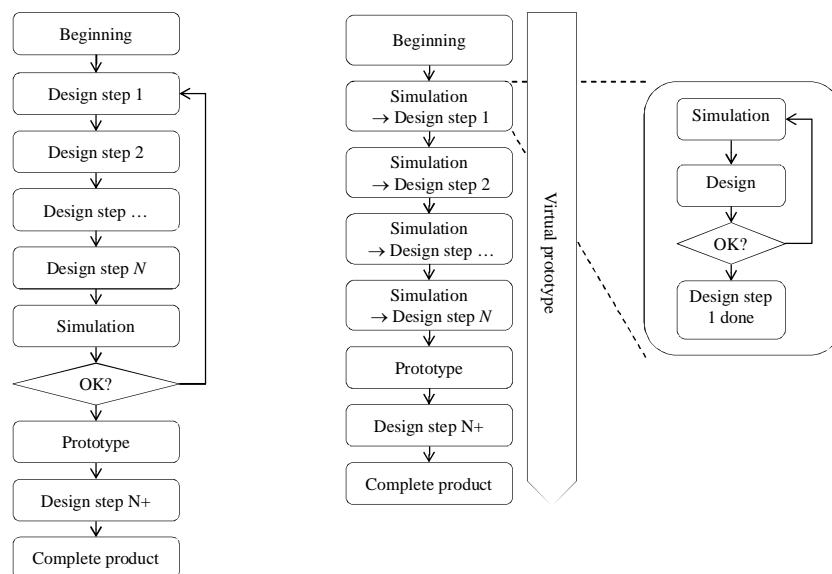 Beginning
Design step 1
Design step 2
Design step …
Design step N
Simulation
OK?
Prototype
Design step N+
Complete product
Beginning
Simulation
→ Design step 1
Simulation
→ Design step 2
Simulation
→ Design step …
Simulation
→ Design step N
Prototype
Design step N+
Complete product
Virtual prototype
Simulation
Design
OK?
Design step
1 done